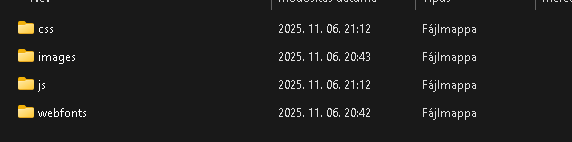 Név Módosítás dátuma Típus Méret
css 2025. 11. 06. 21:12 Fájlmappa
images 2025. 11. 06. 20:43 Fájlmappa
js 2025. 11. 06. 21:12 Fájlmappa
webfonts 2025. 11. 06. 20:42 Fájlmappa